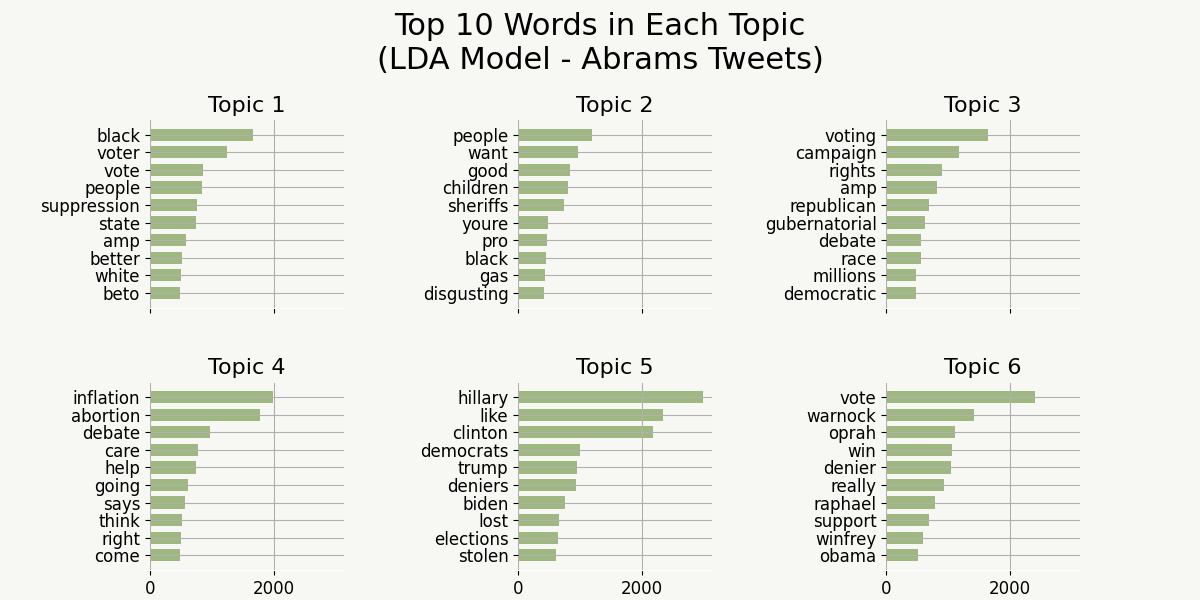 Top 10 Words in Each Topic
(LDA Model - Abrams Tweets)
Topic 1
black
voter
vote
people
suppression
state
amp
better
white
beto
Topic 2
people
want
good
children
sheriffs
youre
pro
black
gas
disgusting
Topic 3
voting
campaign
rights
amp
republican
gubernatorial
debate
race
millions
democratic
Topic 4
inflation
abortion
debate
care
help
going
says
think
right
come
0 2000
Topic 5
hillary
like
clinton
democrats
trump
deniers
biden
lost
elections
stolen
0 2000
Topic 6
vote
warnock
oprah
win
denier
really
raphael
support
winfrey
obama
0 2000